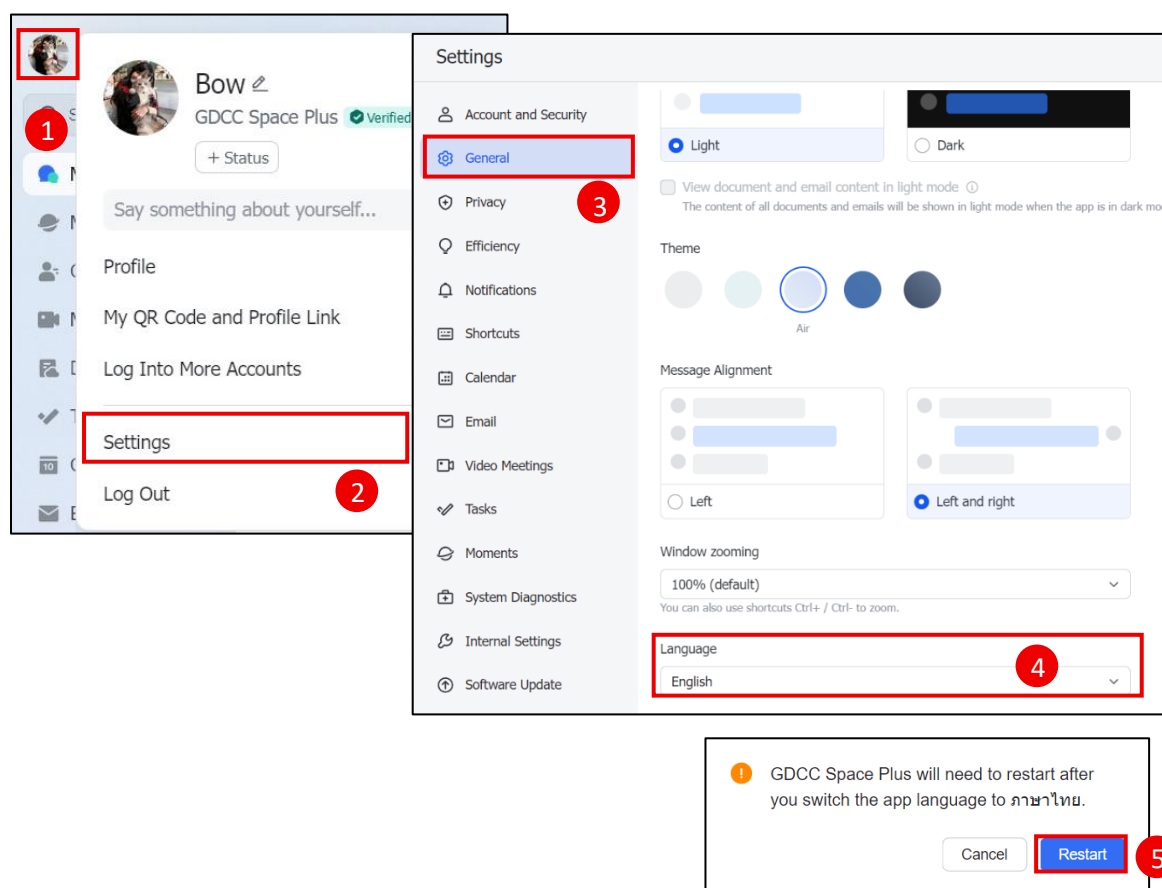 Bow
GDCC Space Plus Verified
+ Status
Say something about yourself...
Profile
My QR Code and Profile Link
Log Into More Accounts
Settings
Log Out
1
2
Settings
Account and Security
General
Privacy
Efficiency
Notifications
Shortcuts
Calendar
Email
Video Meetings
Tasks
Moments
System Diagnostics
Internal Settings
Software Update
3
Light
Dark
View document and email content in light mode
The content of all documents and emails will be shown in light mode when the app is in dark
Theme
Air
Message Alignment
Left
Left and right
Window zooming
100% (default)
You can also use shortcuts Ctrl+ / Ctrl- to zoom.
Language
English
4
GDCC Space Plus will need to restart after
you switch the app language to ภาษาไทย.
Cancel
Restart
5